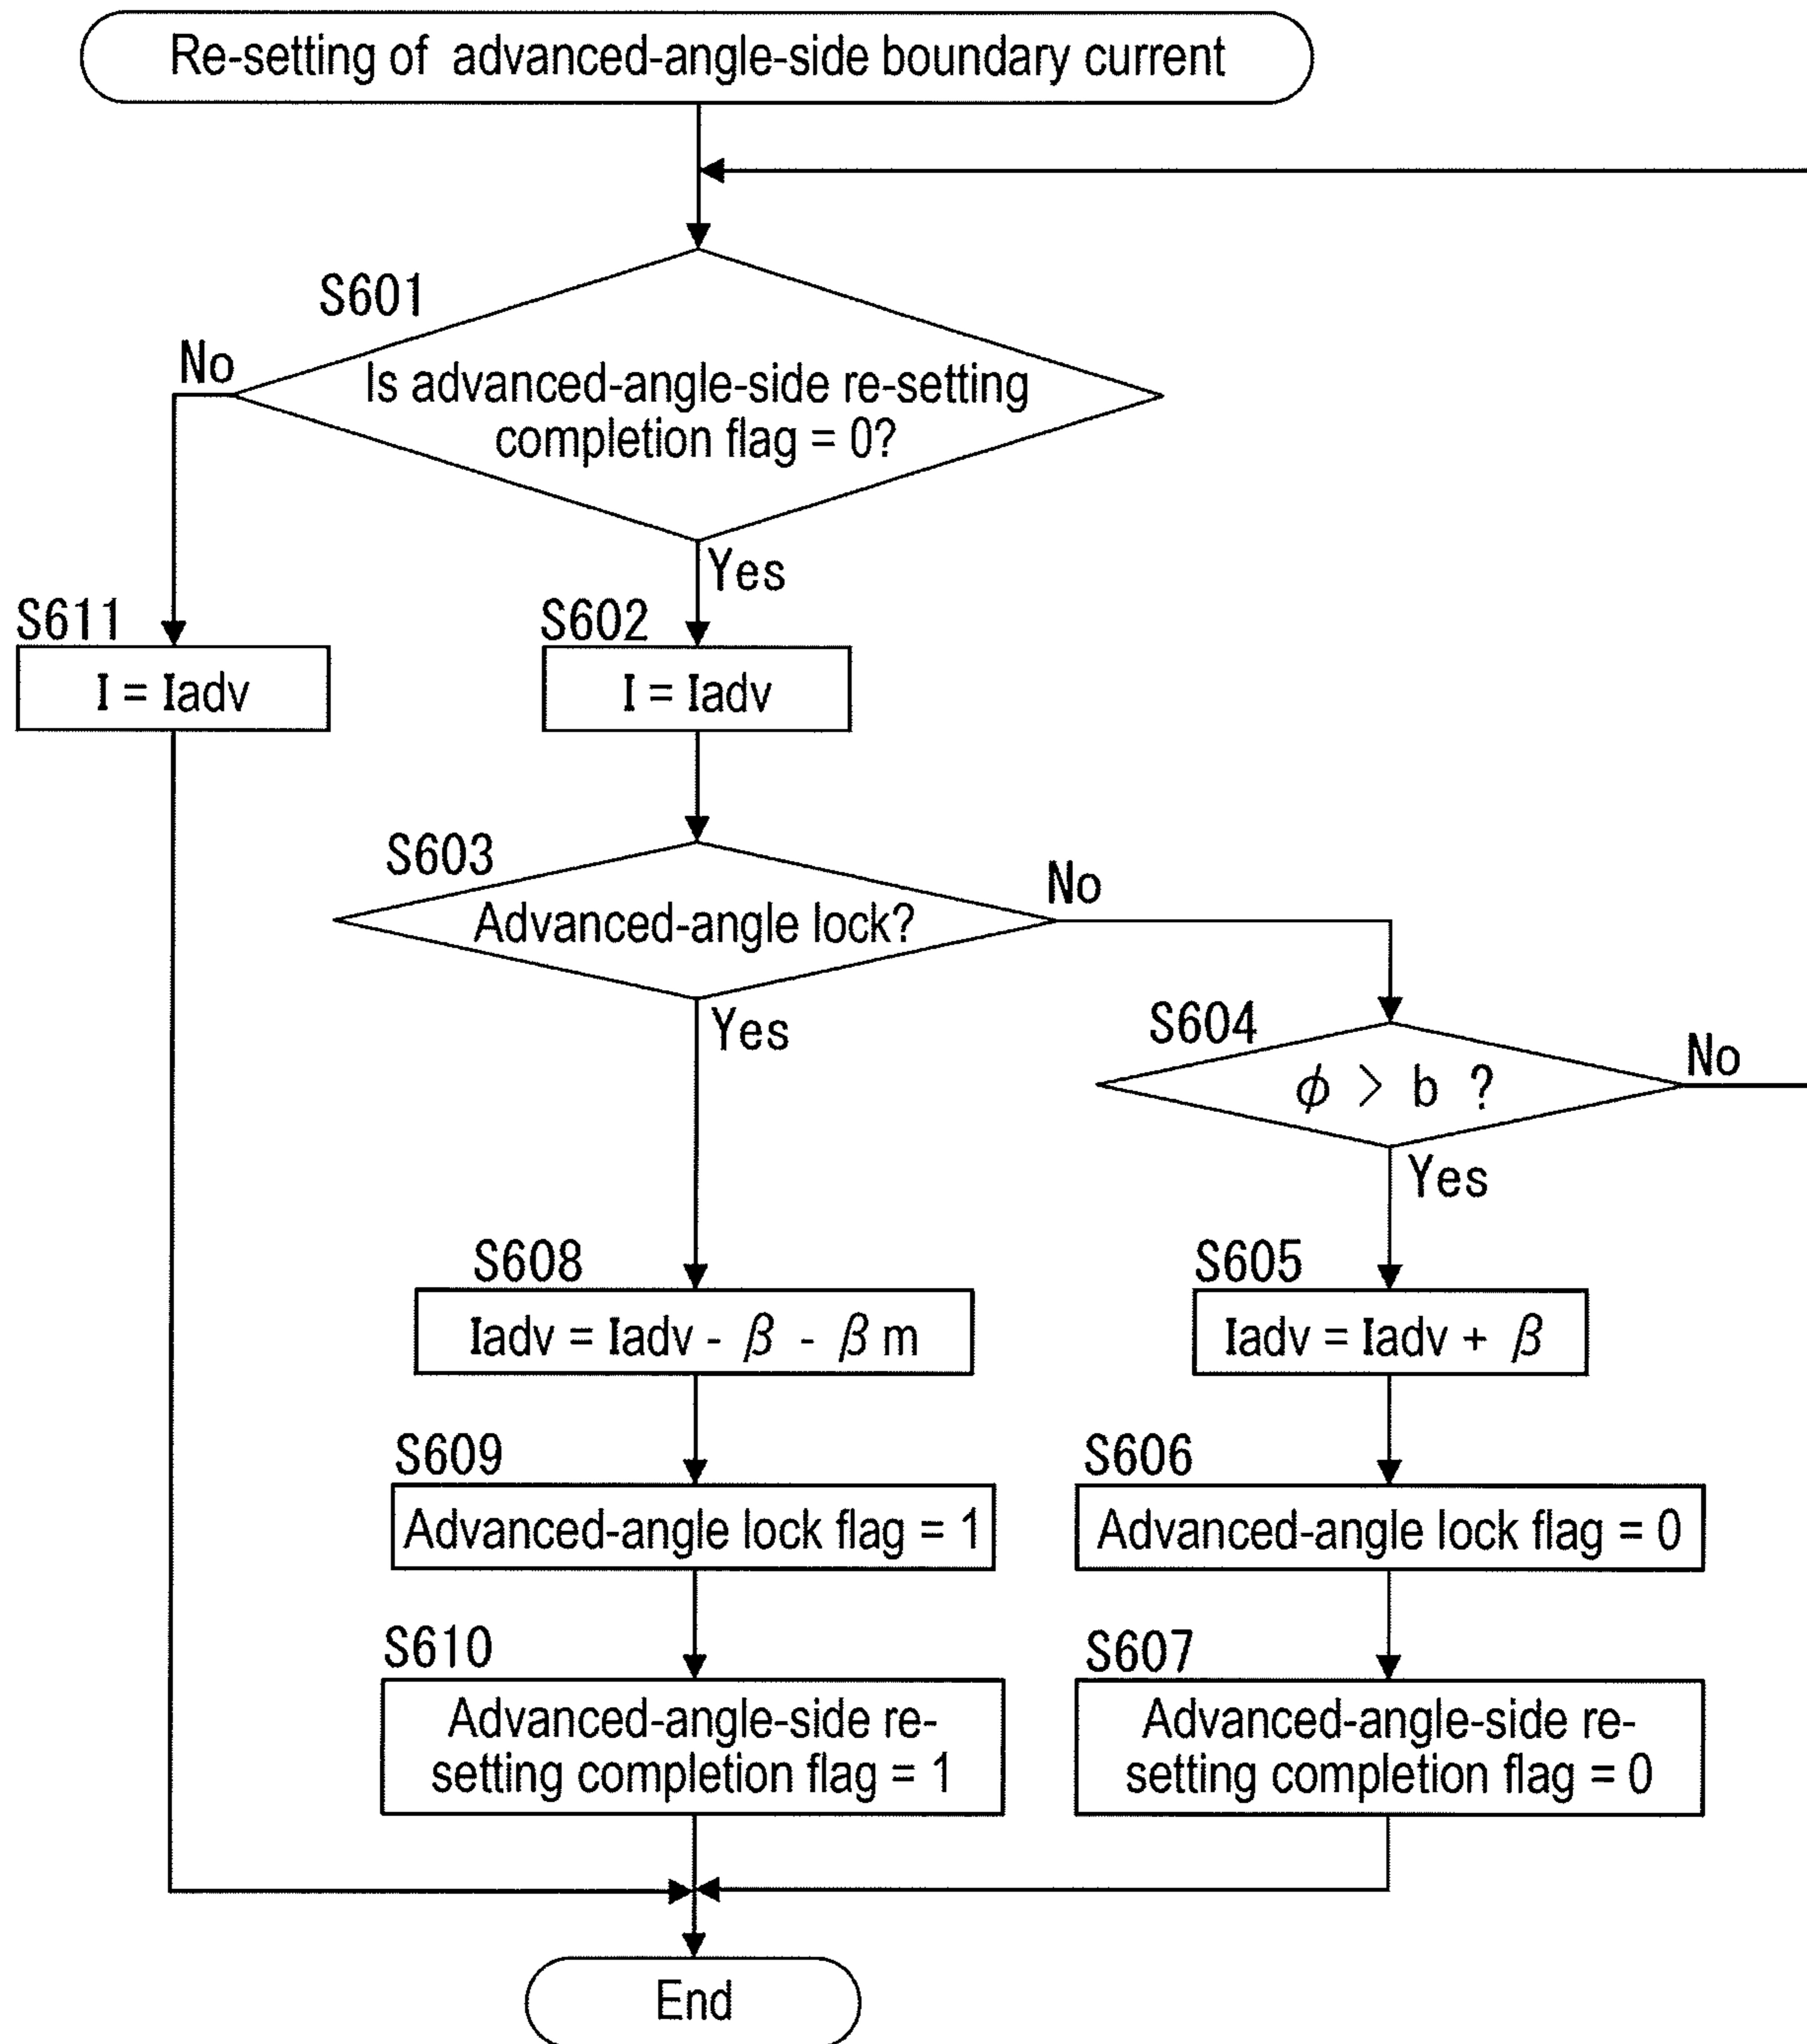 Re-setting of advanced-angle-side boundary current
S601
No
Is advanced-angle-side re-setting
completion flag = 0?
Yes
S611
I = Iadv
S602
I = Iadv
S603
Advanced-angle lock?
No
Yes
S604
ϕ > b ?
No
Yes
S608
Iadv = Iadv - β - β m
S605
Iadv = Iadv + β
S609
Advanced-angle lock flag = 1
S606
Advanced-angle lock flag = 0
S610
Advanced-angle-side re-
setting completion flag = 1
S607
Advanced-angle-side re-
setting completion flag = 0
End